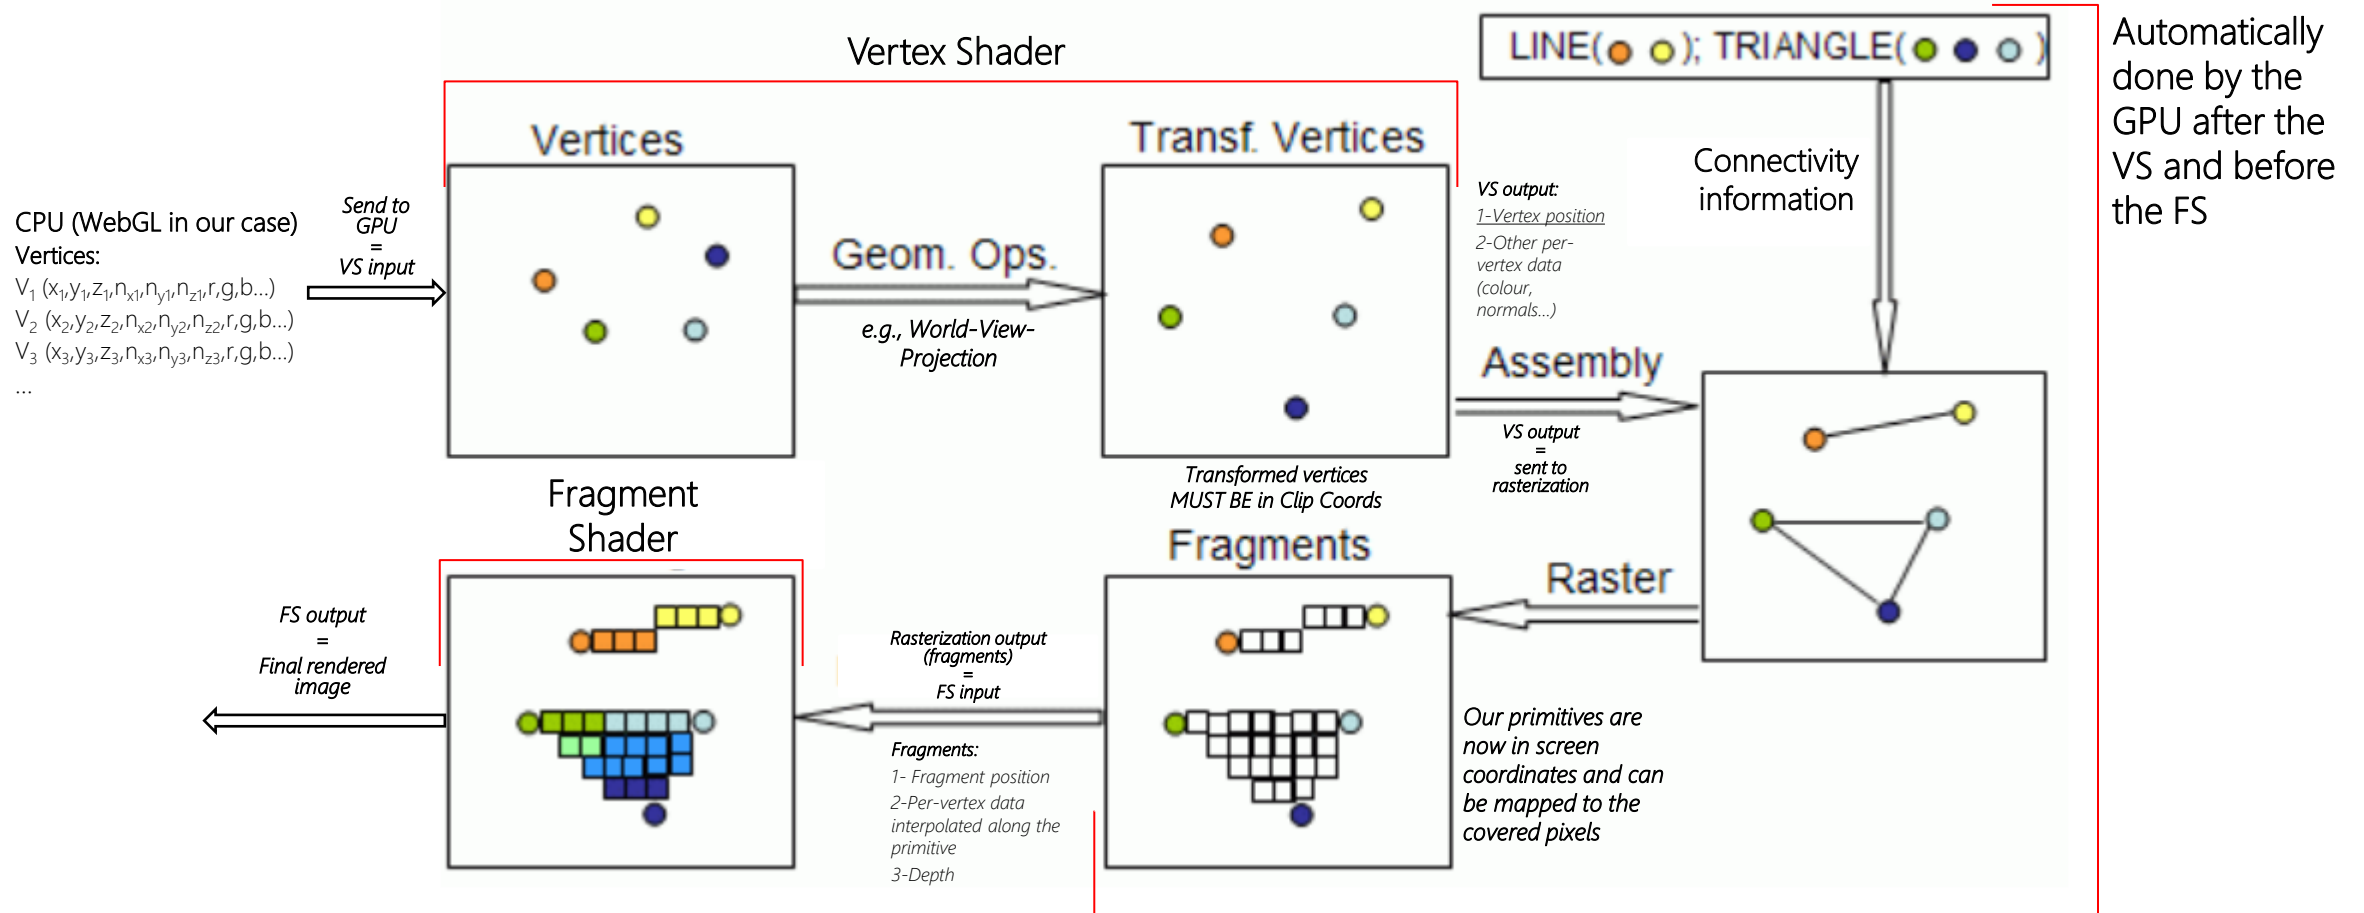 Vertex Shader
LINE( ); TRIANGLE( )
Automatically
done by the
GPU after the
VS and before
the FS
Vertices
Transf. Vertices
Connectivity
information
CPU (WebGL in our case)
Vertices:
V1 (x1,y1,z1,nx1,ny1,nz1,r,g,b...)
V2 (x2,y2,z2,nx2,ny2,nz2,r,g,b...)
V3 (x3,y3,z3,nx3,ny3,nz3,r,g,b...)
...
Send to
GPU
=
VS input
Geom. Ops.
e.g., World-View-
Projection
VS output:
1-Vertex position
2-Other per-
vertex data
(colour,
normals...)
Assembly
VS output
=
sent to
rasterization
Transformed vertices
MUST BE in Clip Coords
Fragment
Shader
Fragments
Raster
FS output
=
Final rendered
image
Rasterization output
(fragments)
=
FS input
Fragments:
1- Fragment position
2-Per-vertex data
interpolated along the
primitive
3-Depth
Our primitives are
now in screen
coordinates and can
be mapped to the
covered pixels